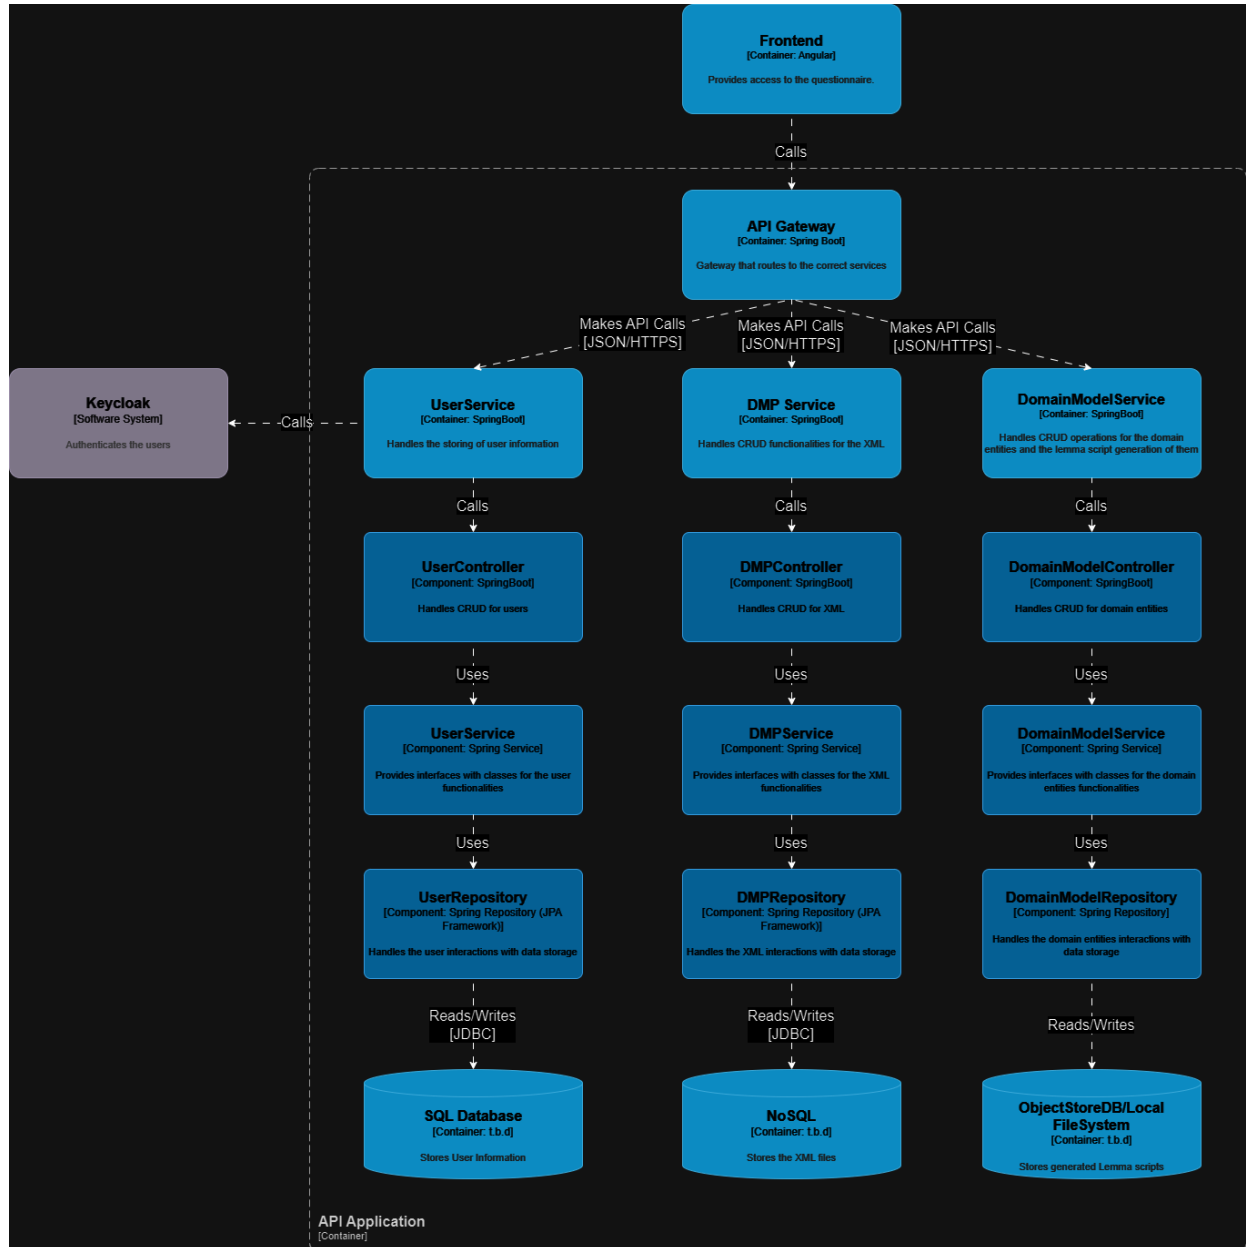 Frontend
[Container: Angular]
Provides access to the questionnaire.
Calls
API Gateway
[Container: Spring Boot]
Gateway that routes to the correct services
Makes API Calls
[JSON/HTTPS]
Makes API Calls
[JSON/HTTPS]
Makes API Calls
[JSON/HTTPS]
Keycloak
[Software System]
Authenticates the users
Calls
UserService
[Container: SpringBoot]
Handles the storing of user information
DMP Service
[Container: SpringBoot]
Handles CRUD functionalities for the XML
DomainModelService
[Container: SpringBoot]
Handles CRUD operations for the domain
entities and the lemma script generation of them
Calls
Calls
Calls
UserController
[Component: SpringBoot]
Handles CRUD for users
DMPController
[Component: SpringBoot]
Handles CRUD for XML
DomainModelController
[Component: SpringBoot]
Handles CRUD for domain entities
Uses
Uses
Uses
UserService
[Component: Spring Service]
Provides interfaces with classes for the user
functionalities
DMPService
[Component: Spring Service]
Provides interfaces with classes for the XML
functionalities
DomainModelService
[Component: Spring Service]
Provides interfaces with classes for the domain
entities functionalities
Uses
Uses
Uses
UserRepository
[Component: Spring Repository (JPA
Framework)]
Handles the user interactions with data storage
DMPRepository
[Component: Spring Repository (JPA
Framework)]
Handles the XML interactions with data storage
DomainModelRepository
[Component: Spring Repository]
Handles the domain entities interactions with
data storage
Reads/Writes
[JDBC]
Reads/Writes
[JDBC]
Reads/Writes
SQL Database
[Container: t.b.d]
Stores User Information
NoSQL
[Container: t.b.d]
Stores the XML files
ObjectStoreDB/Local
FileSystem
[Container: t.b.d]
Stores generated Lemma scripts
API Application
[Container]